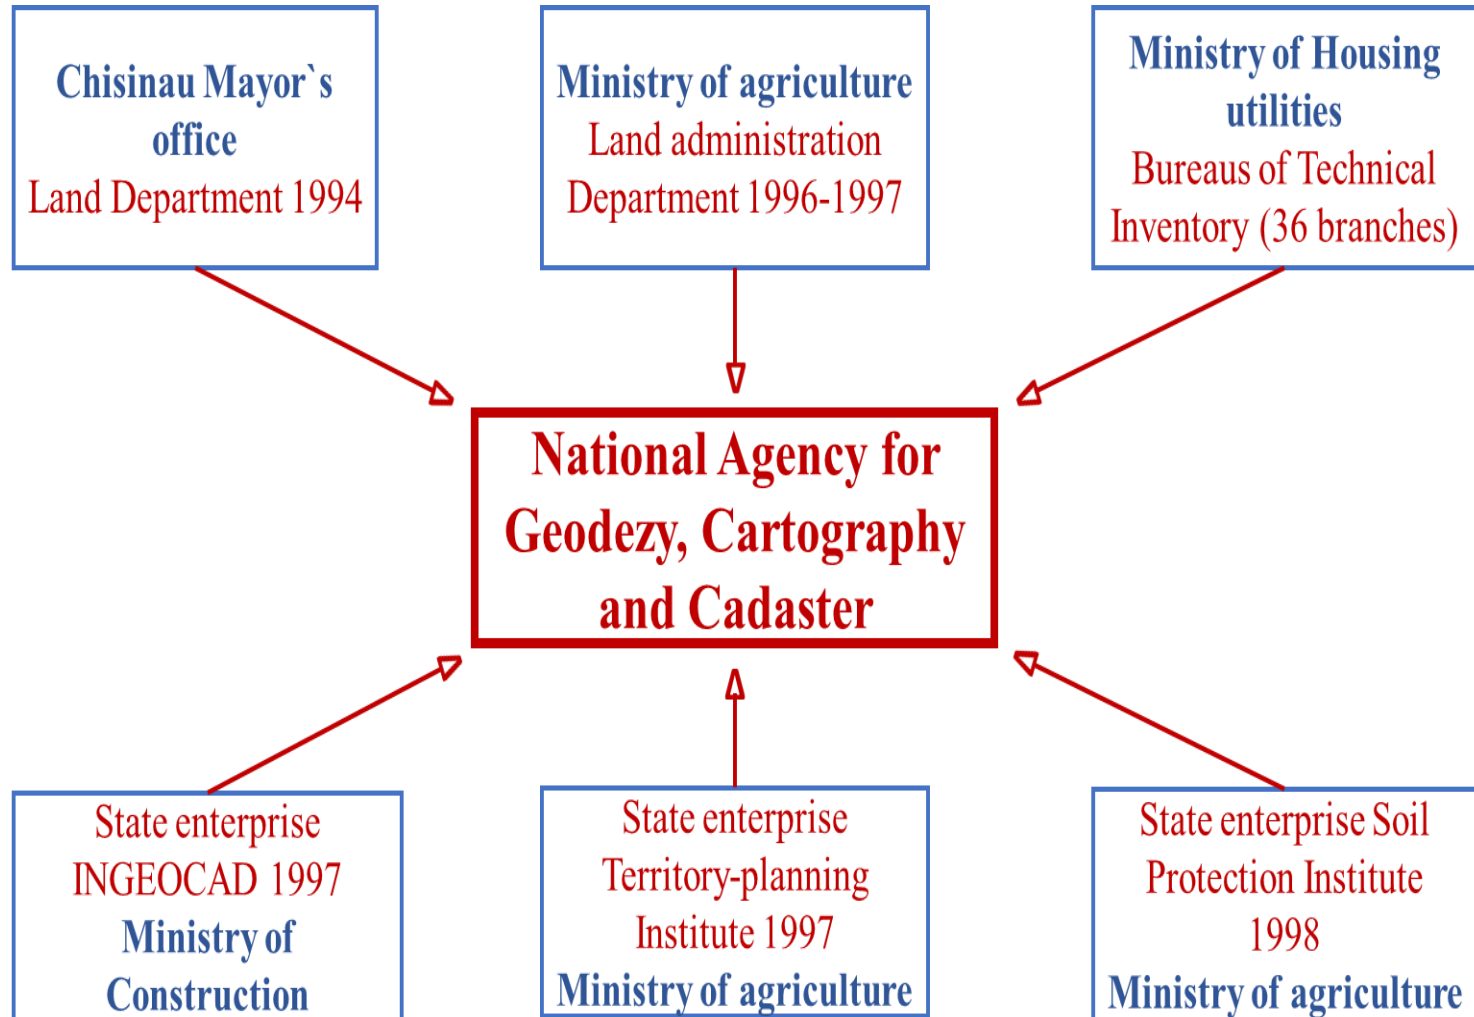 Chisinau Mayor`s
office
Land Department 1994
Ministry of agriculture
Land administration
Department 1996-1997
Ministry of Housing
utilities
Bureaus of Technical
Inventory (36 branches)
National Agency for
Geodezy, Cartography
and Cadaster
State enterprise
INGEOCAD 1997
Ministry of
Construction
State enterprise
Territory-planning
Institute 1997
Ministry of agriculture
State enterprise Soil
Protection Institute
1998
Ministry of agriculture